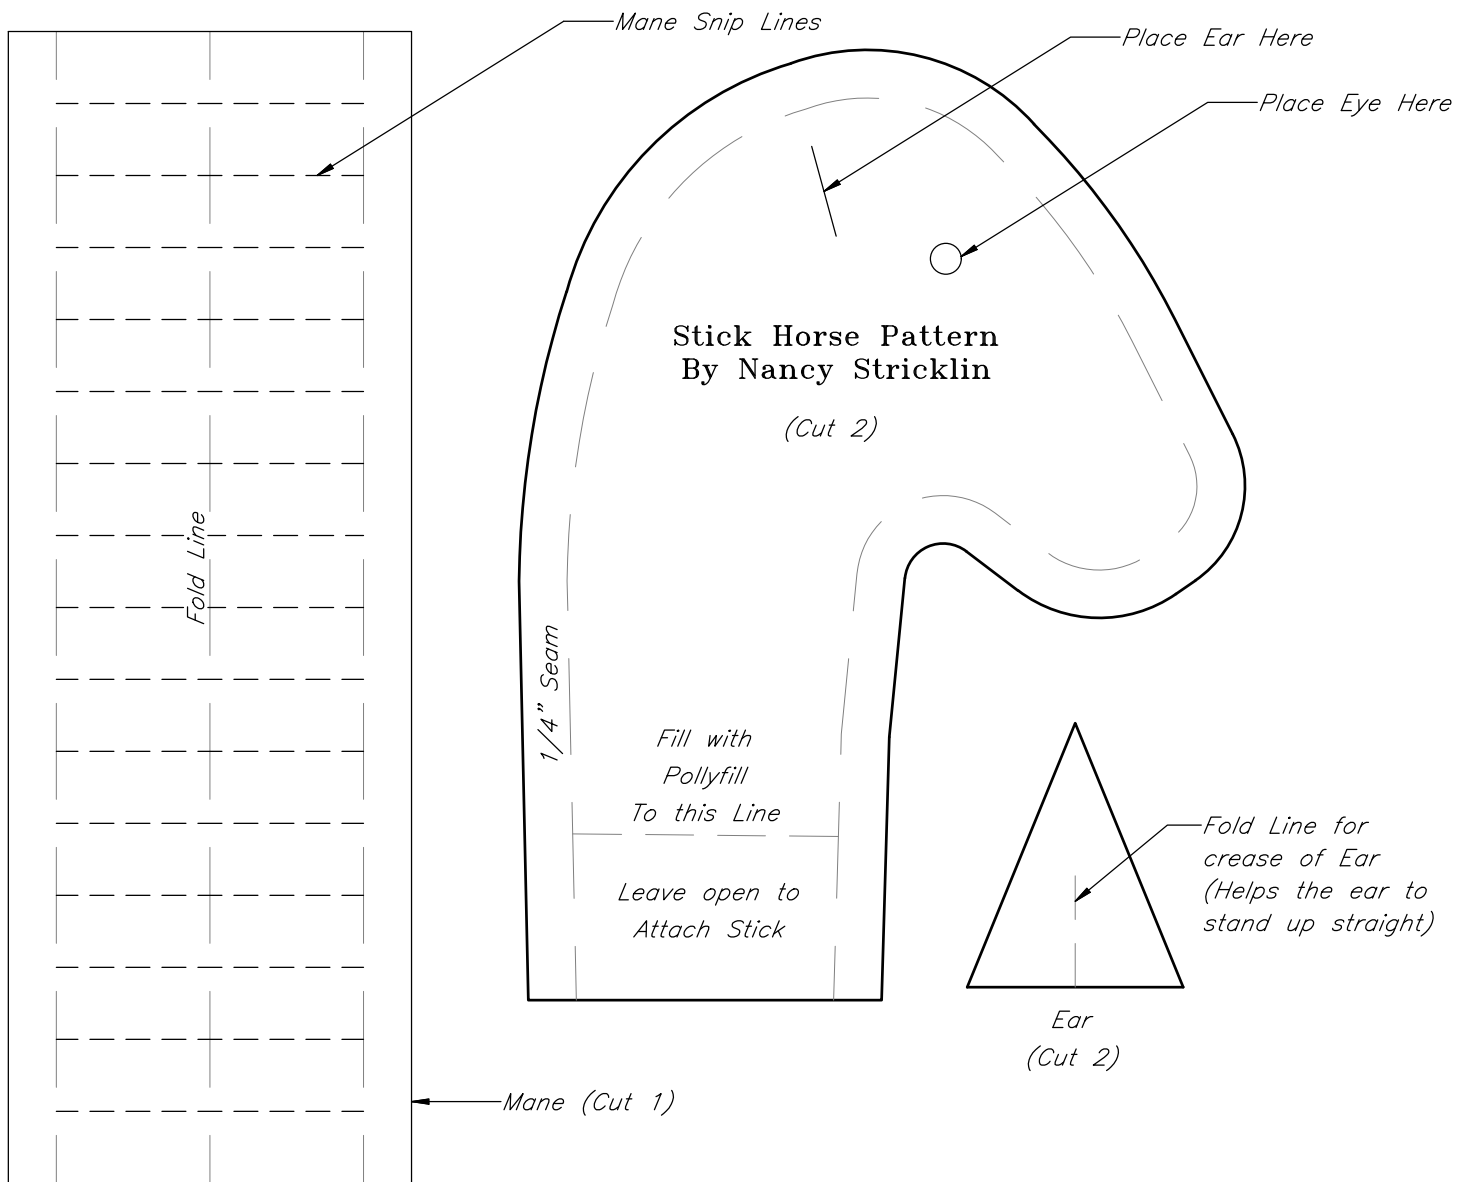 Mane Snip Lines
Place Ear Here
Place Eye Here
Stick Horse Pattern
By Nancy Stricklin
(Cut 2)
Fold Line
1/4" Seam
Fill with
Pollyfill
To this Line
Leave open to
Attach Stick
Fold Line for
crease of Ear
(Helps the ear to
stand up straight)
Ear
(Cut 2)
Mane (Cut 1)